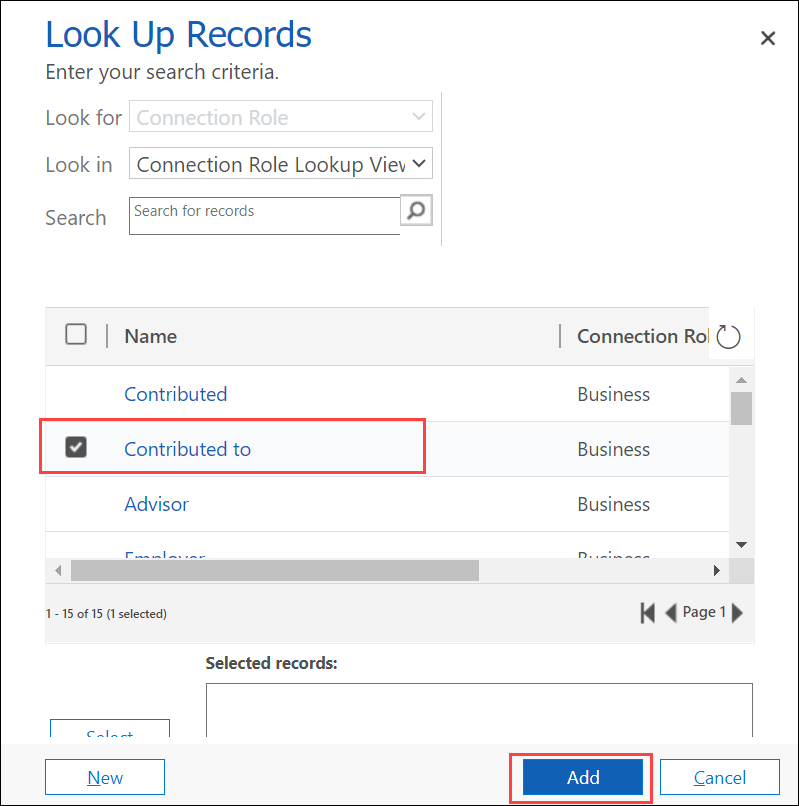 Look Up Records
Enter your search criteria.
Look for Connection Role
Look in Connection Role Lookup View
Search Search for records
Name Connection Rol
Contributed Business
Contributed to Business
Advisor Business
Employer Business
1 - 15 of 15 (1 selected) Page 1
Selected records:
Select
New Add Cancel